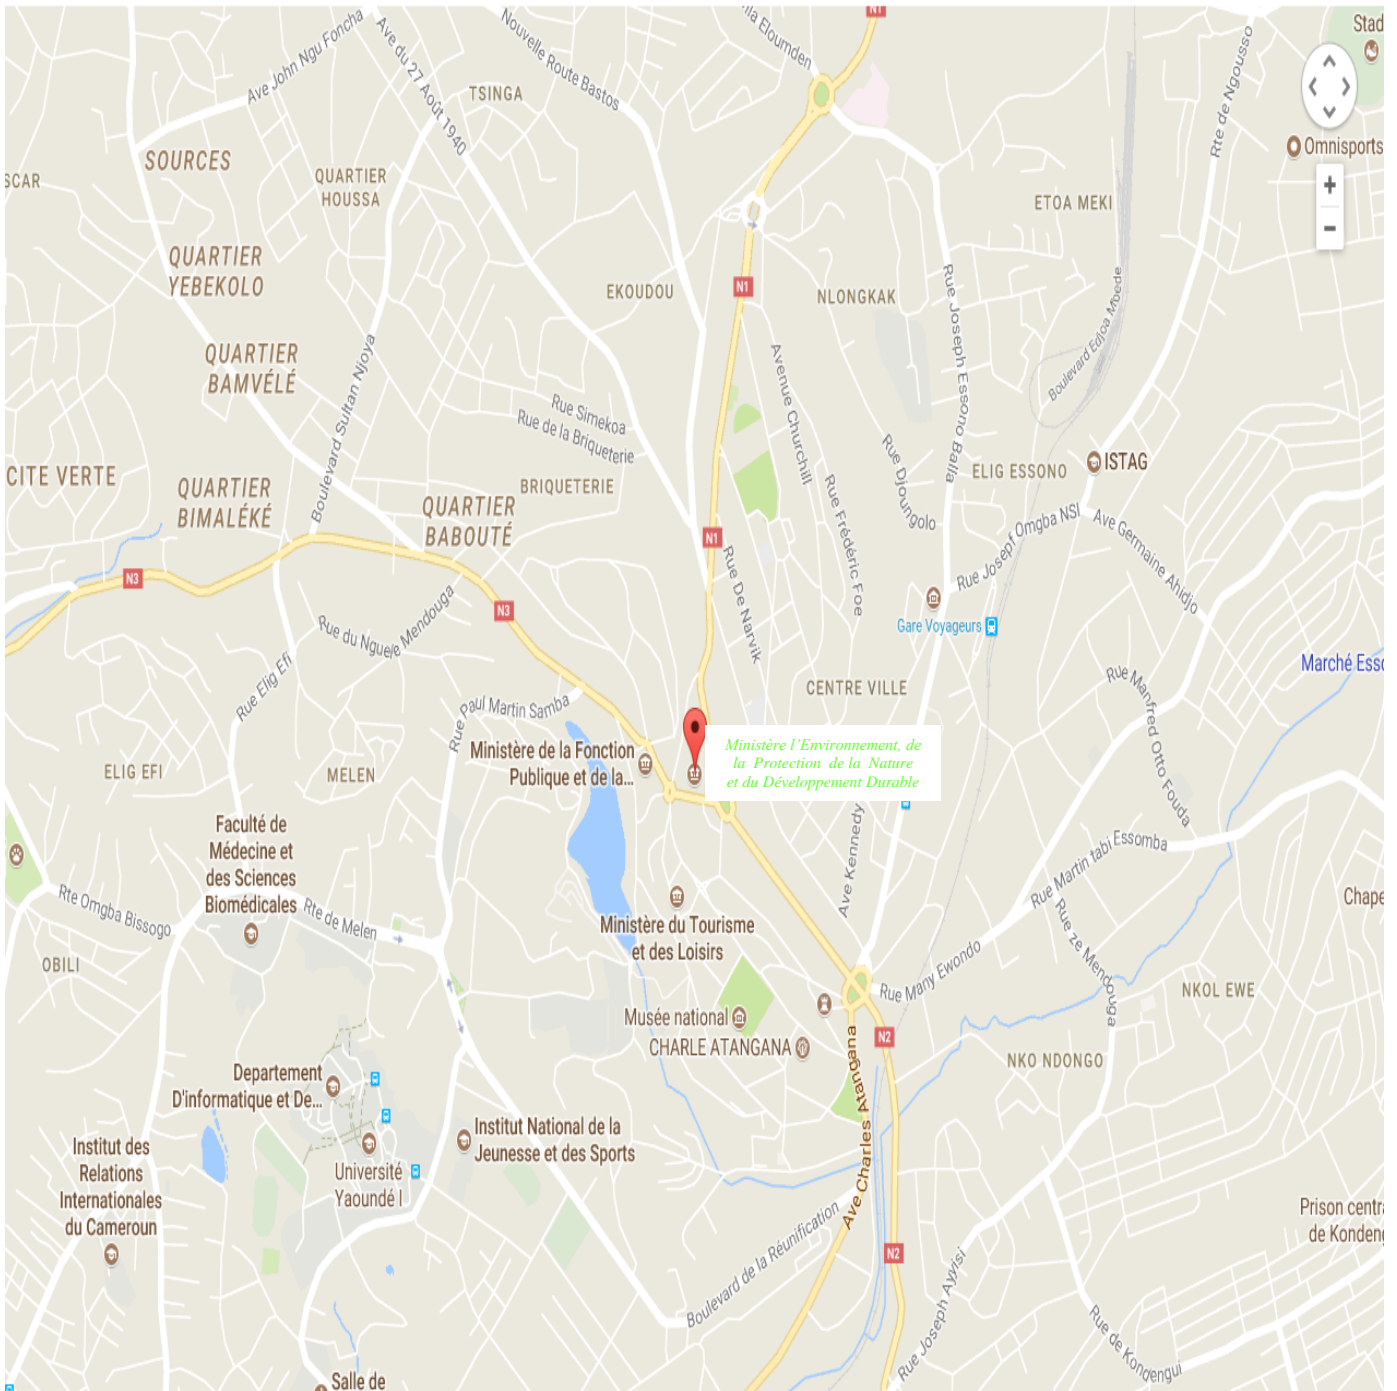 N1
Stad
Ave John Ngu Foncha
Ave du 27 Août 1940
Nouvelle Route Bastos
Eloumden
Rte de Ngousso
TSINGA
Omnisports
SOURCES
SCAR
QUARTIER
HOUSSA
ETOA MEKI
QUARTIER
YEBEKOLO
EKOUDOU
N1
NLONGKAK
Rue Joseph Essono Balla
Boulevard Edjoa Mvede
QUARTIER
BAMVÉLÉ
Boulevard Sultan Njoya
Avenue Churchill
Rue Simekoa
Rue de la Briqueterie
CITE VERTE
QUARTIER
BIMALÉKÉ
QUARTIER
BABOUTÉ
BRIQUETERIE
Rue Frédéric Foe
Rue Djoungolo
ELIG ESSONO
ISTAG
Rue Josepf Omgba NSI
Ave Germaine Ahidjo
N1
N3
N3
Rue De Narvik
Rue du Nguele Mendouga
Gare Voyageurs
Rue Elig Efi
Rue Paul Martin Samba
CENTRE VILLE
Marché Esso
Rue Manfred Otto Fouda
Ministère de la Fonction
Publique et de la...
Ministère l'Environnement, de
la Protection de la Nature
et du Développement Durable
ELIG EFI
MELEN
Faculté de
Médecine et
des Sciences
Biomédicales
Ave Kennedy
Rue Martin tabi Essomba
Chape
Rte Omgba Bissogo
Rte de Melen
Ministère du Tourisme
et des Loisirs
Rue ze Mendouga
OBILI
Rue Many Ewondo
NKOL EWE
Musée national
CHARLE ATANGANA
N2
NKO NDONGO
Departement
D'informatique et De...
Ave Charles Atangana
Institut National de la
Jeunesse et des Sports
Institut des
Relations
Internationales
du Cameroun
Université
Yaoundé I
Prison centra
de Kondeng
Boulevard de la Réunification
N2
Rue Joseph Ayyisi
Rue de Kondengui
Salle de